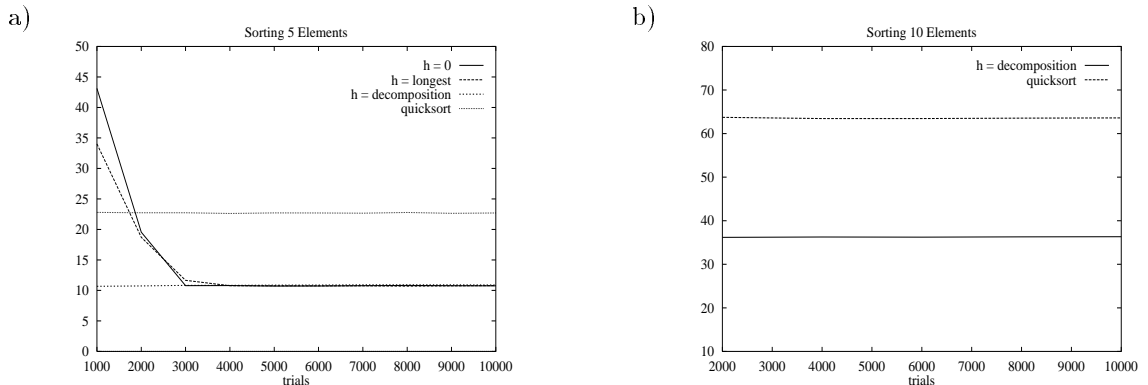 a)
Sorting 5 Elements
50
45
40
35
30
25
20
15
10
5
0
h = 0
h = longest
h = decomposition
quicksort
1000 2000 3000 4000 5000 6000 7000 8000 9000 10000
trials
b)
Sorting 10 Elements
80
70
60
50
40
30
20
10
h = decomposition
quicksort
2000 3000 4000 5000 6000 7000 8000 9000 10000
trials